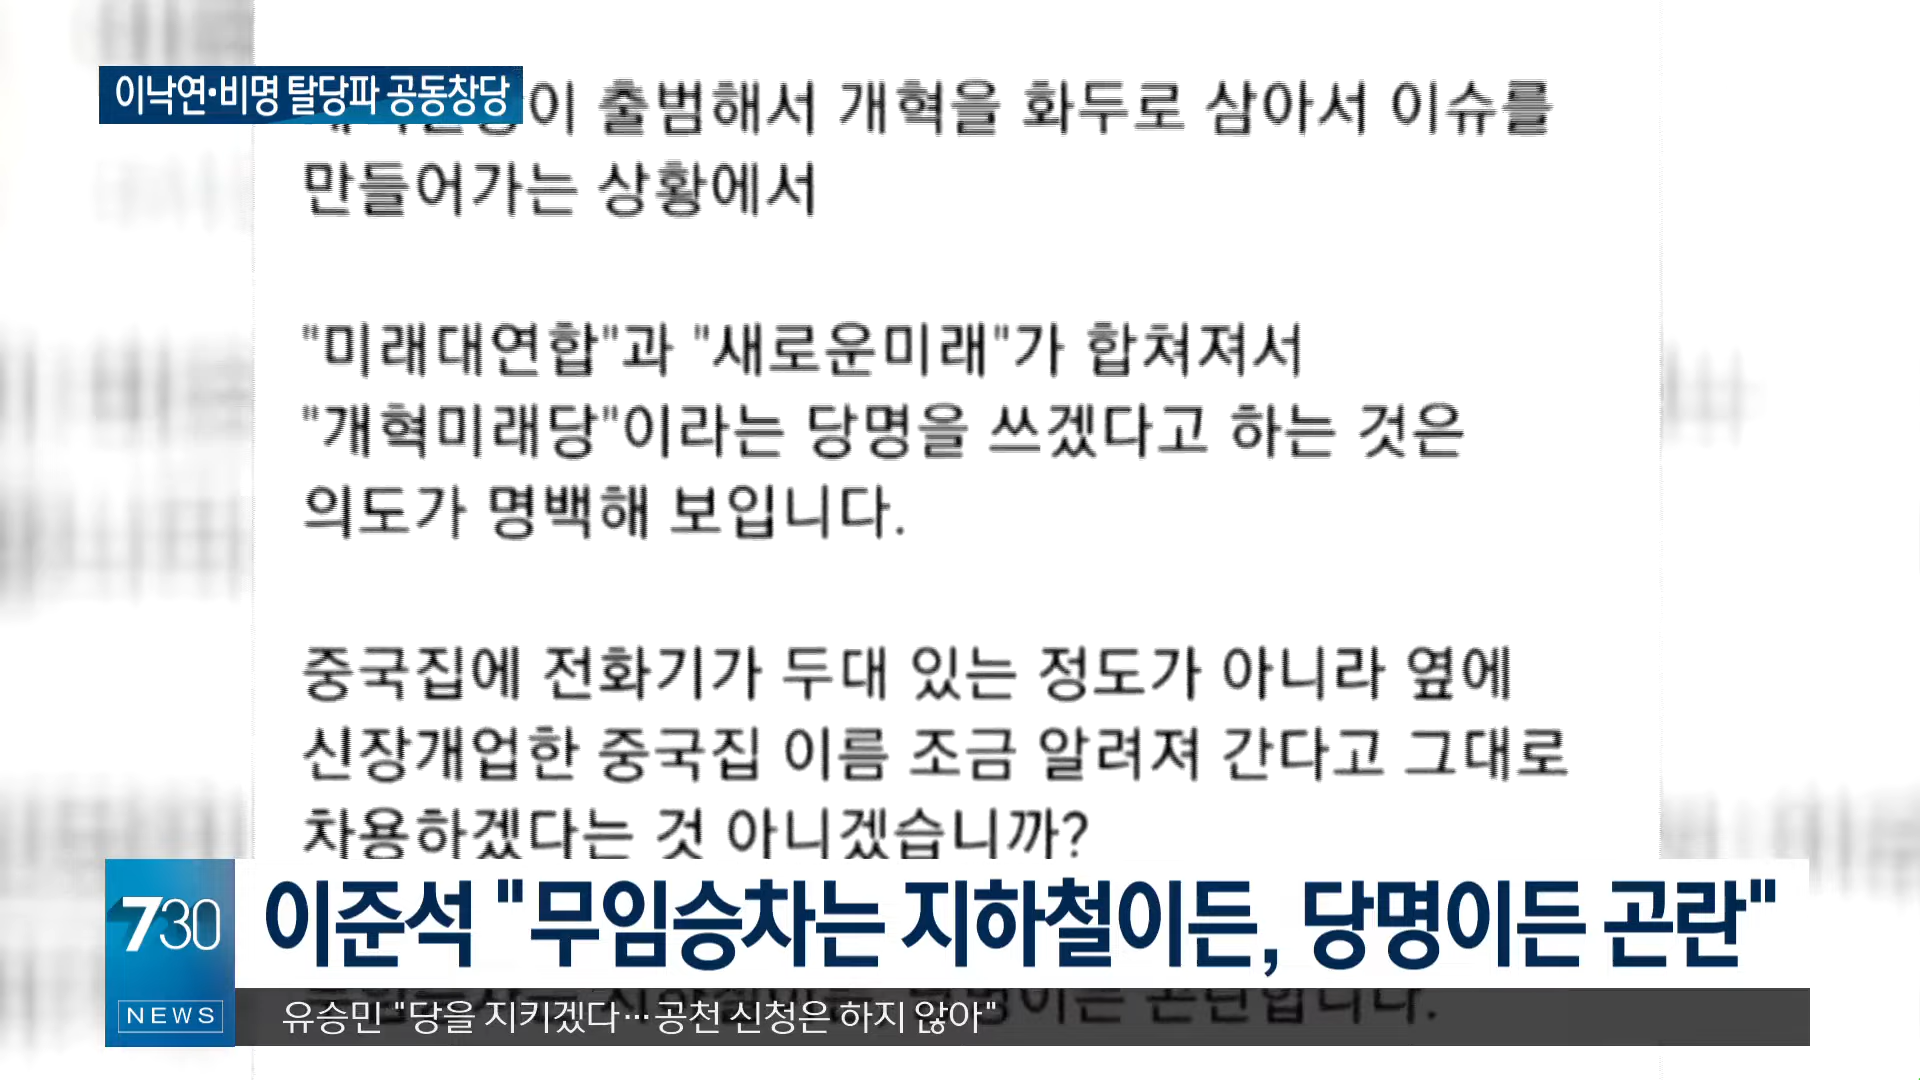 이낙연·비명 탈당파 공동창당
이 출범해서 개혁을 화두로 삼아서 이슈를
만들어가는 상황에서
"미래대연합"과 "새로운미래"가 합쳐져서
"개혁미래당"이라는 당명을 쓰겠다고 하는 것은
의도가 명백해 보입니다.
중국집에 전화기가 두대 있는 정도가 아니라 옆에
신장개업한 중국집 이름 조금 알려져 간다고 그대로
차용하겠다는 것 아니겠습니까?
730
NEWS
이준석 "무임승차는 지하철이든, 당명이든 곤란"
유승민 "당을 지키겠다…공천 신청은 하지 않아"